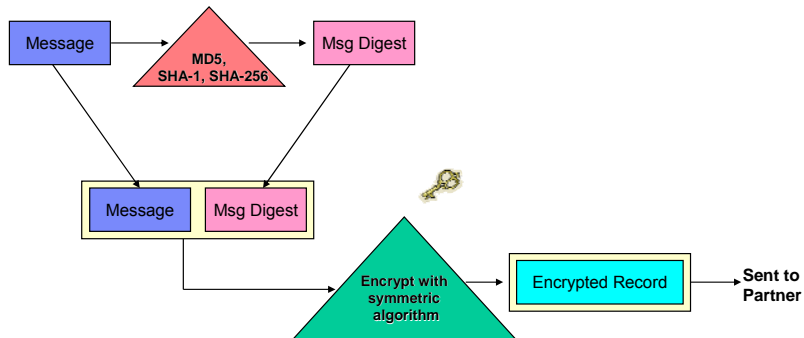 Message
MD5,
SHA-1, SHA-256
Msg Digest
Message
Msg Digest
Encrypt with
symmetric
algorithm
Encrypted Record
Sent to
Partner